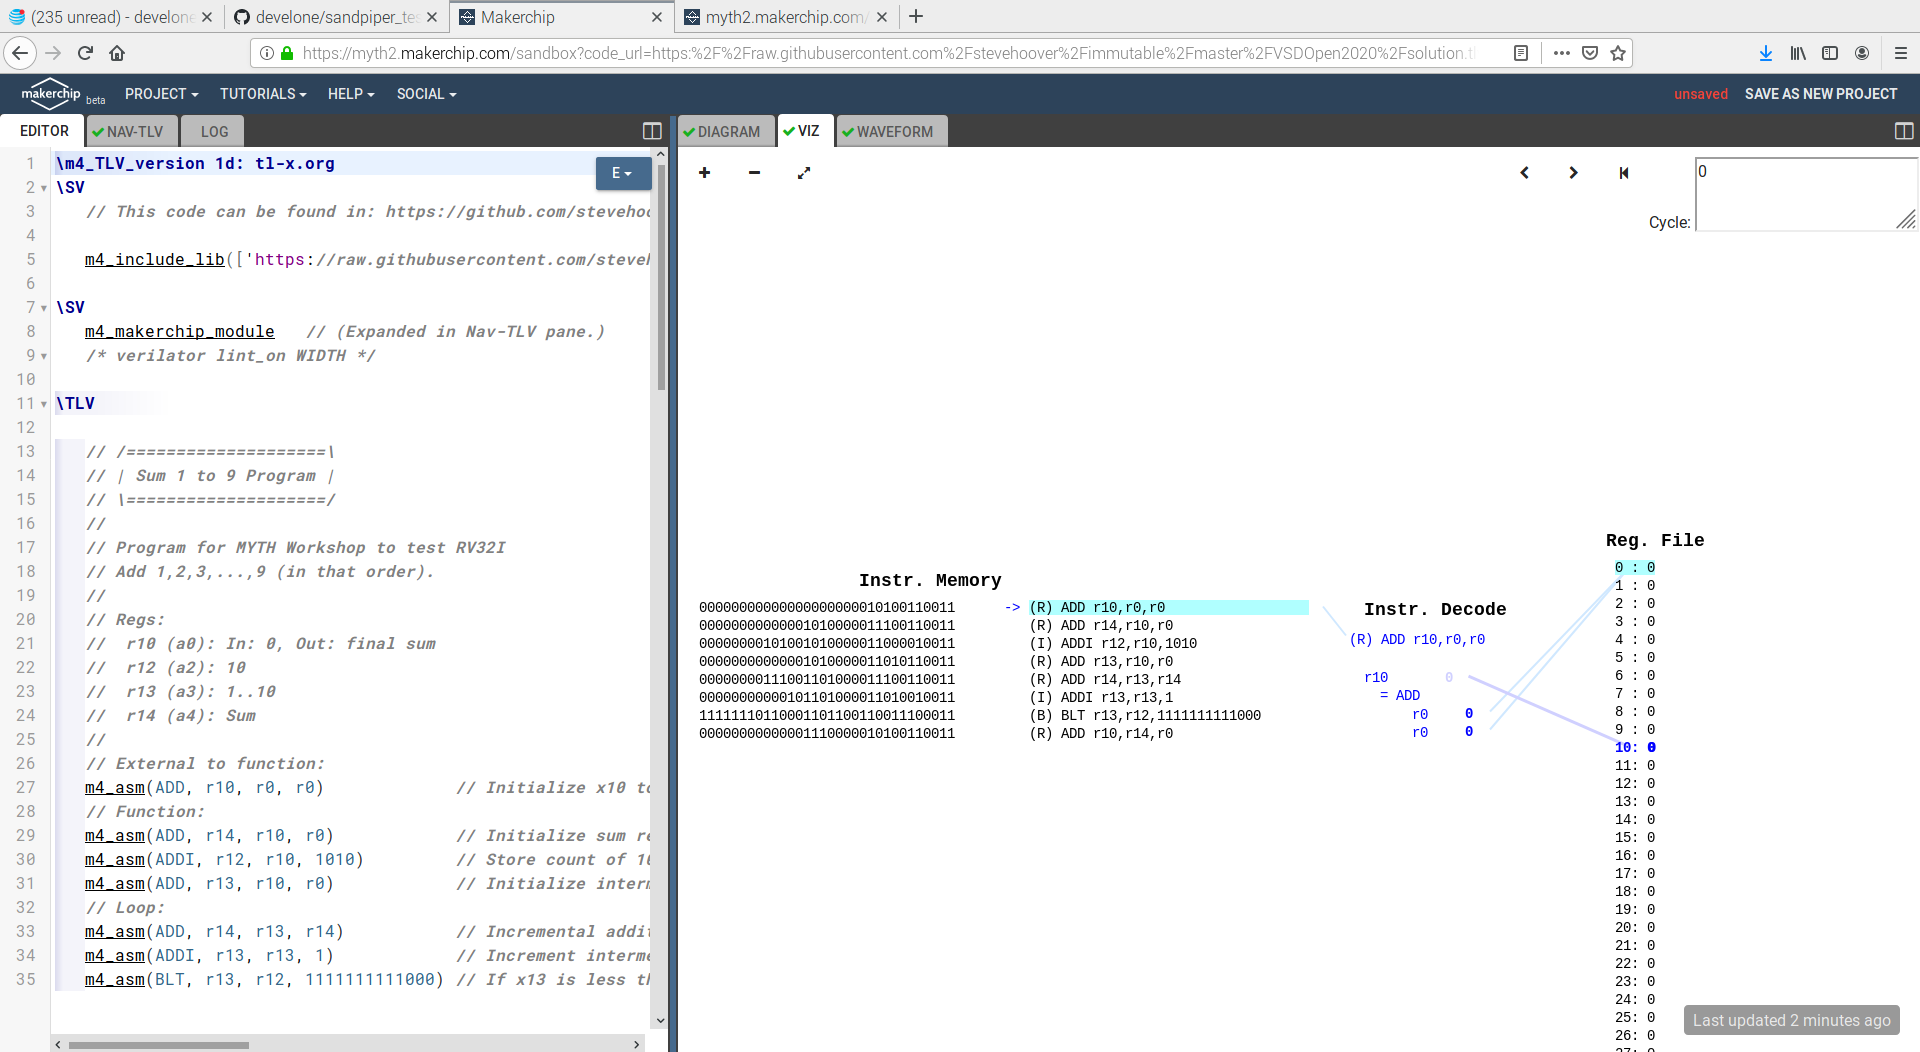 (235 unread) - develone
develone/sandpiper_te
Makerchip
myth2.makerchip.com/
https://myth2.makerchip.com/sandbox?code_url=https:%2F%2Fraw.githubusercontent.com%2Fstevehoover%2Fimmutable%2Fmaster%2FVSDOpen2020%2Fsolution.t
makerchip beta PROJECT TUTORIALS HELP SOCIAL
unsaved SAVE AS NEW PROJECT
EDITOR NAV-TLV LOG
DIAGRAM VIZ WAVEFORM
E
1 \m4_TLV_version 1d: tl-x.org
2 \SV
3 // This code can be found in: https://github.com/stevehoo
4
5 m4_include_lib(['https://raw.githubusercontent.com/steveh
6
7 \SV
8 m4_makerchip_module // (Expanded in Nav-TLV pane.)
9 /* verilator lint_on WIDTH */
10
11 \TLV
12
13 // /====================\
14 // | Sum 1 to 9 Program |
15 // \====================/
16 //
17 // Program for MYTH Workshop to test RV32I
18 // Add 1,2,3,...,9 (in that order).
19 //
20 // Regs:
21 // r10 (a0): In: 0, Out: final sum
22 // r12 (a2): 10
23 // r13 (a3): 1..10
24 // r14 (a4): Sum
25 //
26 // External to function:
27 m4_asm(ADD, r10, r0, r0) // Initialize x10 to
28 // Function:
29 m4_asm(ADD, r14, r10, r0) // Initialize sum re
30 m4_asm(ADDI, r12, r10, 1010) // Store count of 10
31 m4_asm(ADD, r13, r10, r0) // Initialize interm
32 // Loop:
33 m4_asm(ADD, r14, r13, r14) // Incremental addit
34 m4_asm(ADDI, r13, r13, 1) // Increment interme
35 m4_asm(BLT, r13, r12, 1111111111000) // If x13 is less th
Cycle: 0
Instr. Memory
00000000000000000000010100110011 -> (R) ADD r10,r0,r0
00000000000001010000011100110011 (R) ADD r14,r10,r0
00000000101001010000011000010011 (I) ADDI r12,r10,1010
00000000000001010000011010110011 (R) ADD r13,r10,r0
00000000111001101000011100110011 (R) ADD r14,r13,r14
00000000000101101000011010010011 (I) ADDI r13,r13,1
11111110110001101100110011100011 (B) BLT r13,r12,1111111111000
00000000000001110000010100110011 (R) ADD r10,r14,r0
Instr. Decode
(R) ADD r10,r0,r0
r10 0
= ADD
r0 0
r0 0
Reg. File
0 : 0
1 : 0
2 : 0
3 : 0
4 : 0
5 : 0
6 : 0
7 : 0
8 : 0
9 : 0
10: 0
11: 0
12: 0
13: 0
14: 0
15: 0
16: 0
17: 0
18: 0
19: 0
20: 0
21: 0
22: 0
23: 0
24: 0
25: 0
26: 0
27: 0
Last updated 2 minutes ago